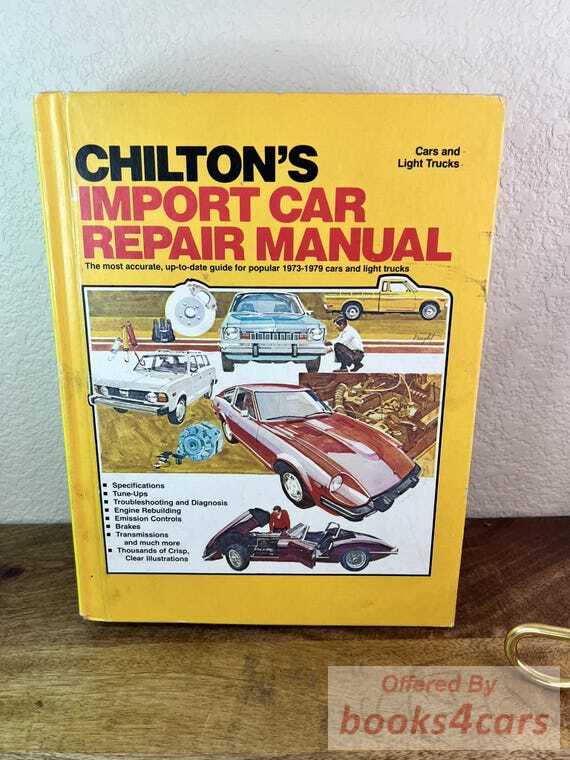 CHILTON'S
Cars and
Light Trucks
IMPORT CAR
REPAIR MANUAL
The most accurate, up-to-date guide for popular 1973-1979 cars and light trucks
■ Specifications
■ Tune-Ups
■ Troubleshooting and Diagnosis
■ Engine Rebuilding
■ Emission Controls
■ Brakes
■ Transmissions
and much more
■ Thousands of Crisp,
Clear Illustrations
Offered By
books4cars